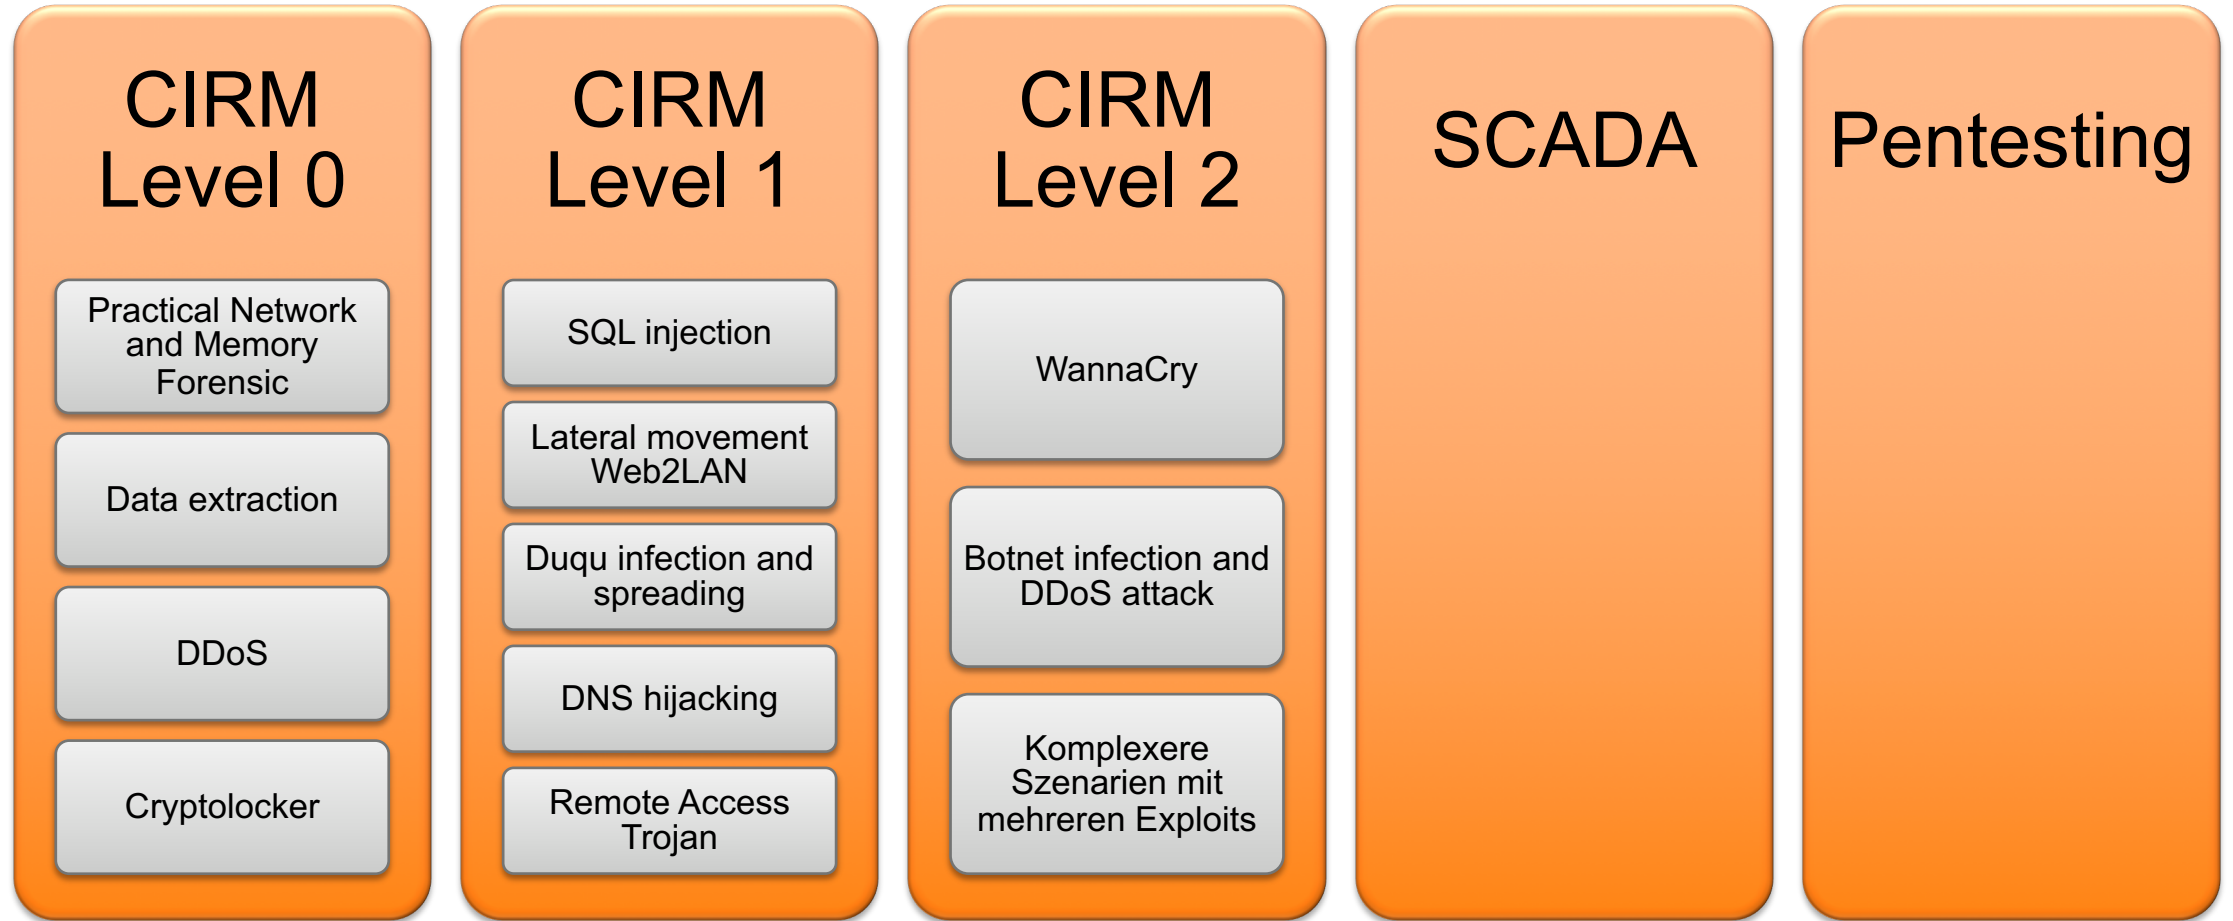 CIRM
Level 0
Practical Network
and Memory
Forensic
Data extraction
DDoS
Cryptolocker
CIRM
Level 1
SQL injection
Lateral movement
Web2LAN
Duqu infection and
spreading
DNS hijacking
Remote Access
Trojan
CIRM
Level 2
WannaCry
Botnet infection and
DDoS attack
Komplexere
Szenarien mit
mehreren Exploits
SCADA
Pentesting